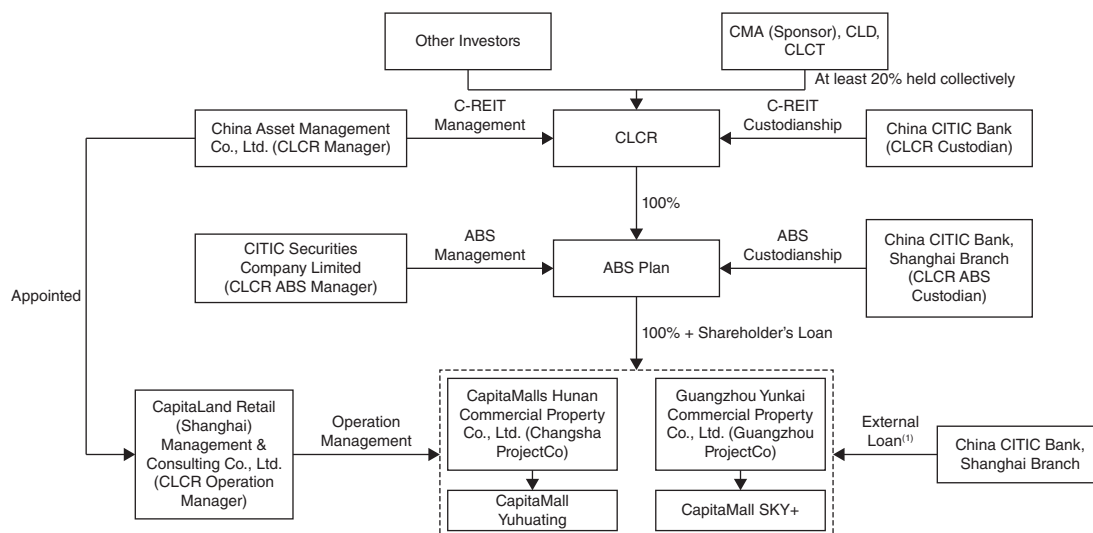 Other Investors
CMA (Sponsor), CLD,
CLCT
At least 20% held collectively
China Asset Management
Co., Ltd. (CLCR Manager)
C-REIT
Management
CLCR
C-REIT
Custodianship
China CITIC Bank
(CLCR Custodian)
100%
CITIC Securities
Company Limited
(CLCR ABS Manager)
ABS
Management
ABS Plan
ABS
Custodianship
China CITIC Bank,
Shanghai Branch
(CLCR ABS
Custodian)
Appointed
100% + Shareholder's Loan
CapitaLand Retail
(Shanghai)
Management &
Consulting Co., Ltd.
(CLCR Operation
Manager)
Operation
Management
CapitaMalls Hunan
Commercial Property
Co., Ltd. (Changsha
ProjectCo)
Guangzhou Yunkai
Commercial Property
Co., Ltd. (Guangzhou
ProjectCo)
External
Loan(1)
China CITIC Bank,
Shanghai Branch
CapitaMall
Yuhuating
CapitaMall SKY+